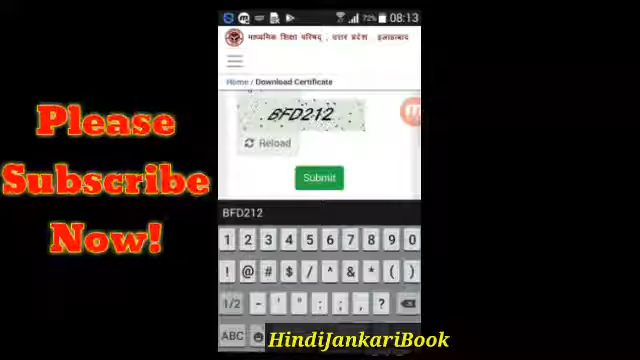 Please
Subscribe
Now!
72% 08:13
माध्यमिक शिक्षा परिषद्, उत्तर प्रदेश, इलाहाबाद
Home / Download Certificate
BFD212
Reload
Submit
BFD212
1 2 3 4 5 6 7 8 9 0
! @ # $ / ^ & * ( )
1/2 - ' " : ; , ?
ABC
HindiJankariBook